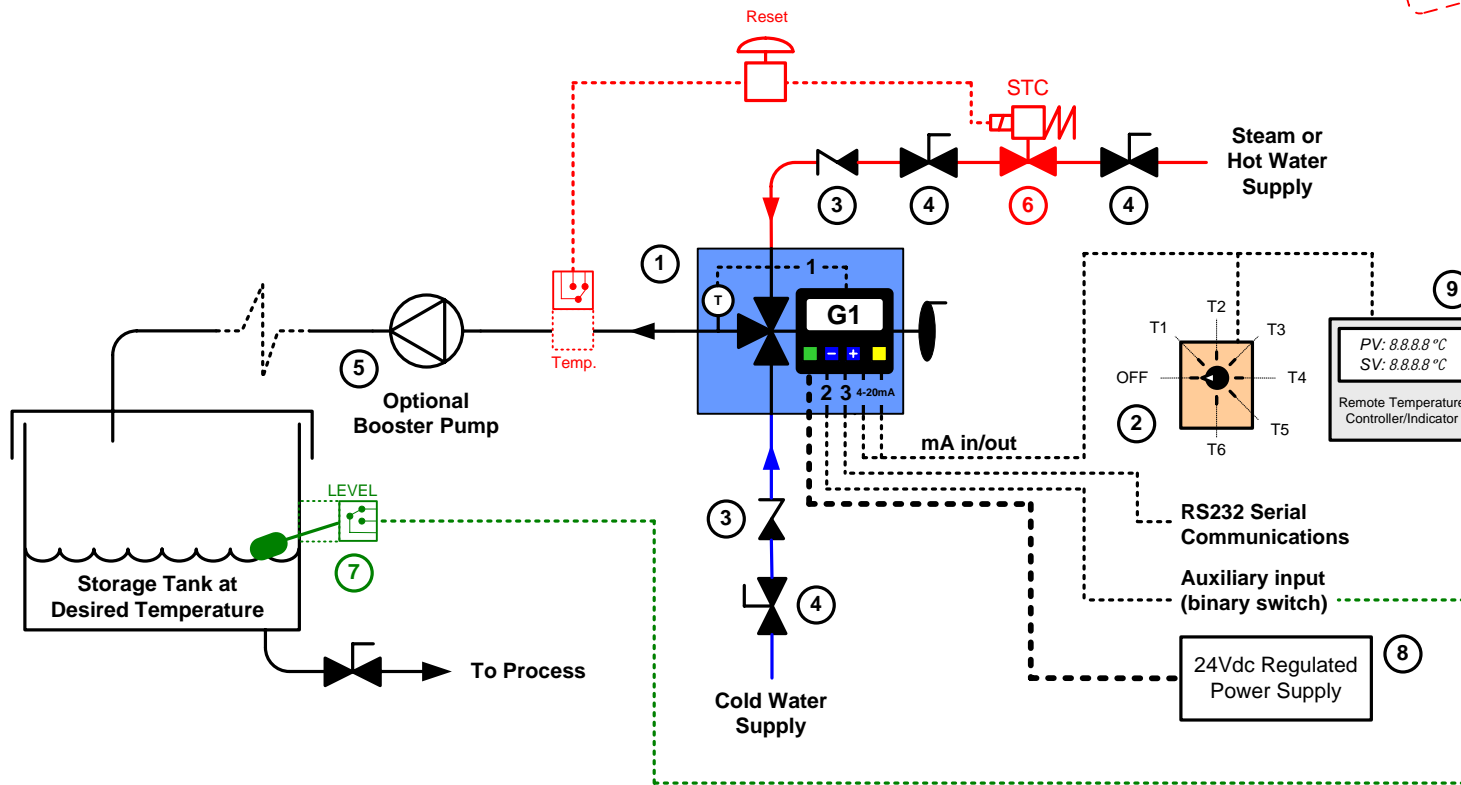 Reset
STC
Steam or
Hot Water
Supply
3
4
6
4
1
1
T
G1
2
3
4-20mA
mA in/out
T1
T2
T3
T4
T5
T6
OFF
2
9
PV: 8.8.8.8 °C
SV: 8.8.8.8 °C
Remote Temperature
Controller/Indicator
Temp.
5
Optional
Booster Pump
LEVEL
7
Storage Tank at
Desired Temperature
To Process
3
4
Cold Water
Supply
RS232 Serial
Communications
Auxiliary input
(binary switch)
24Vdc Regulated
Power Supply
8